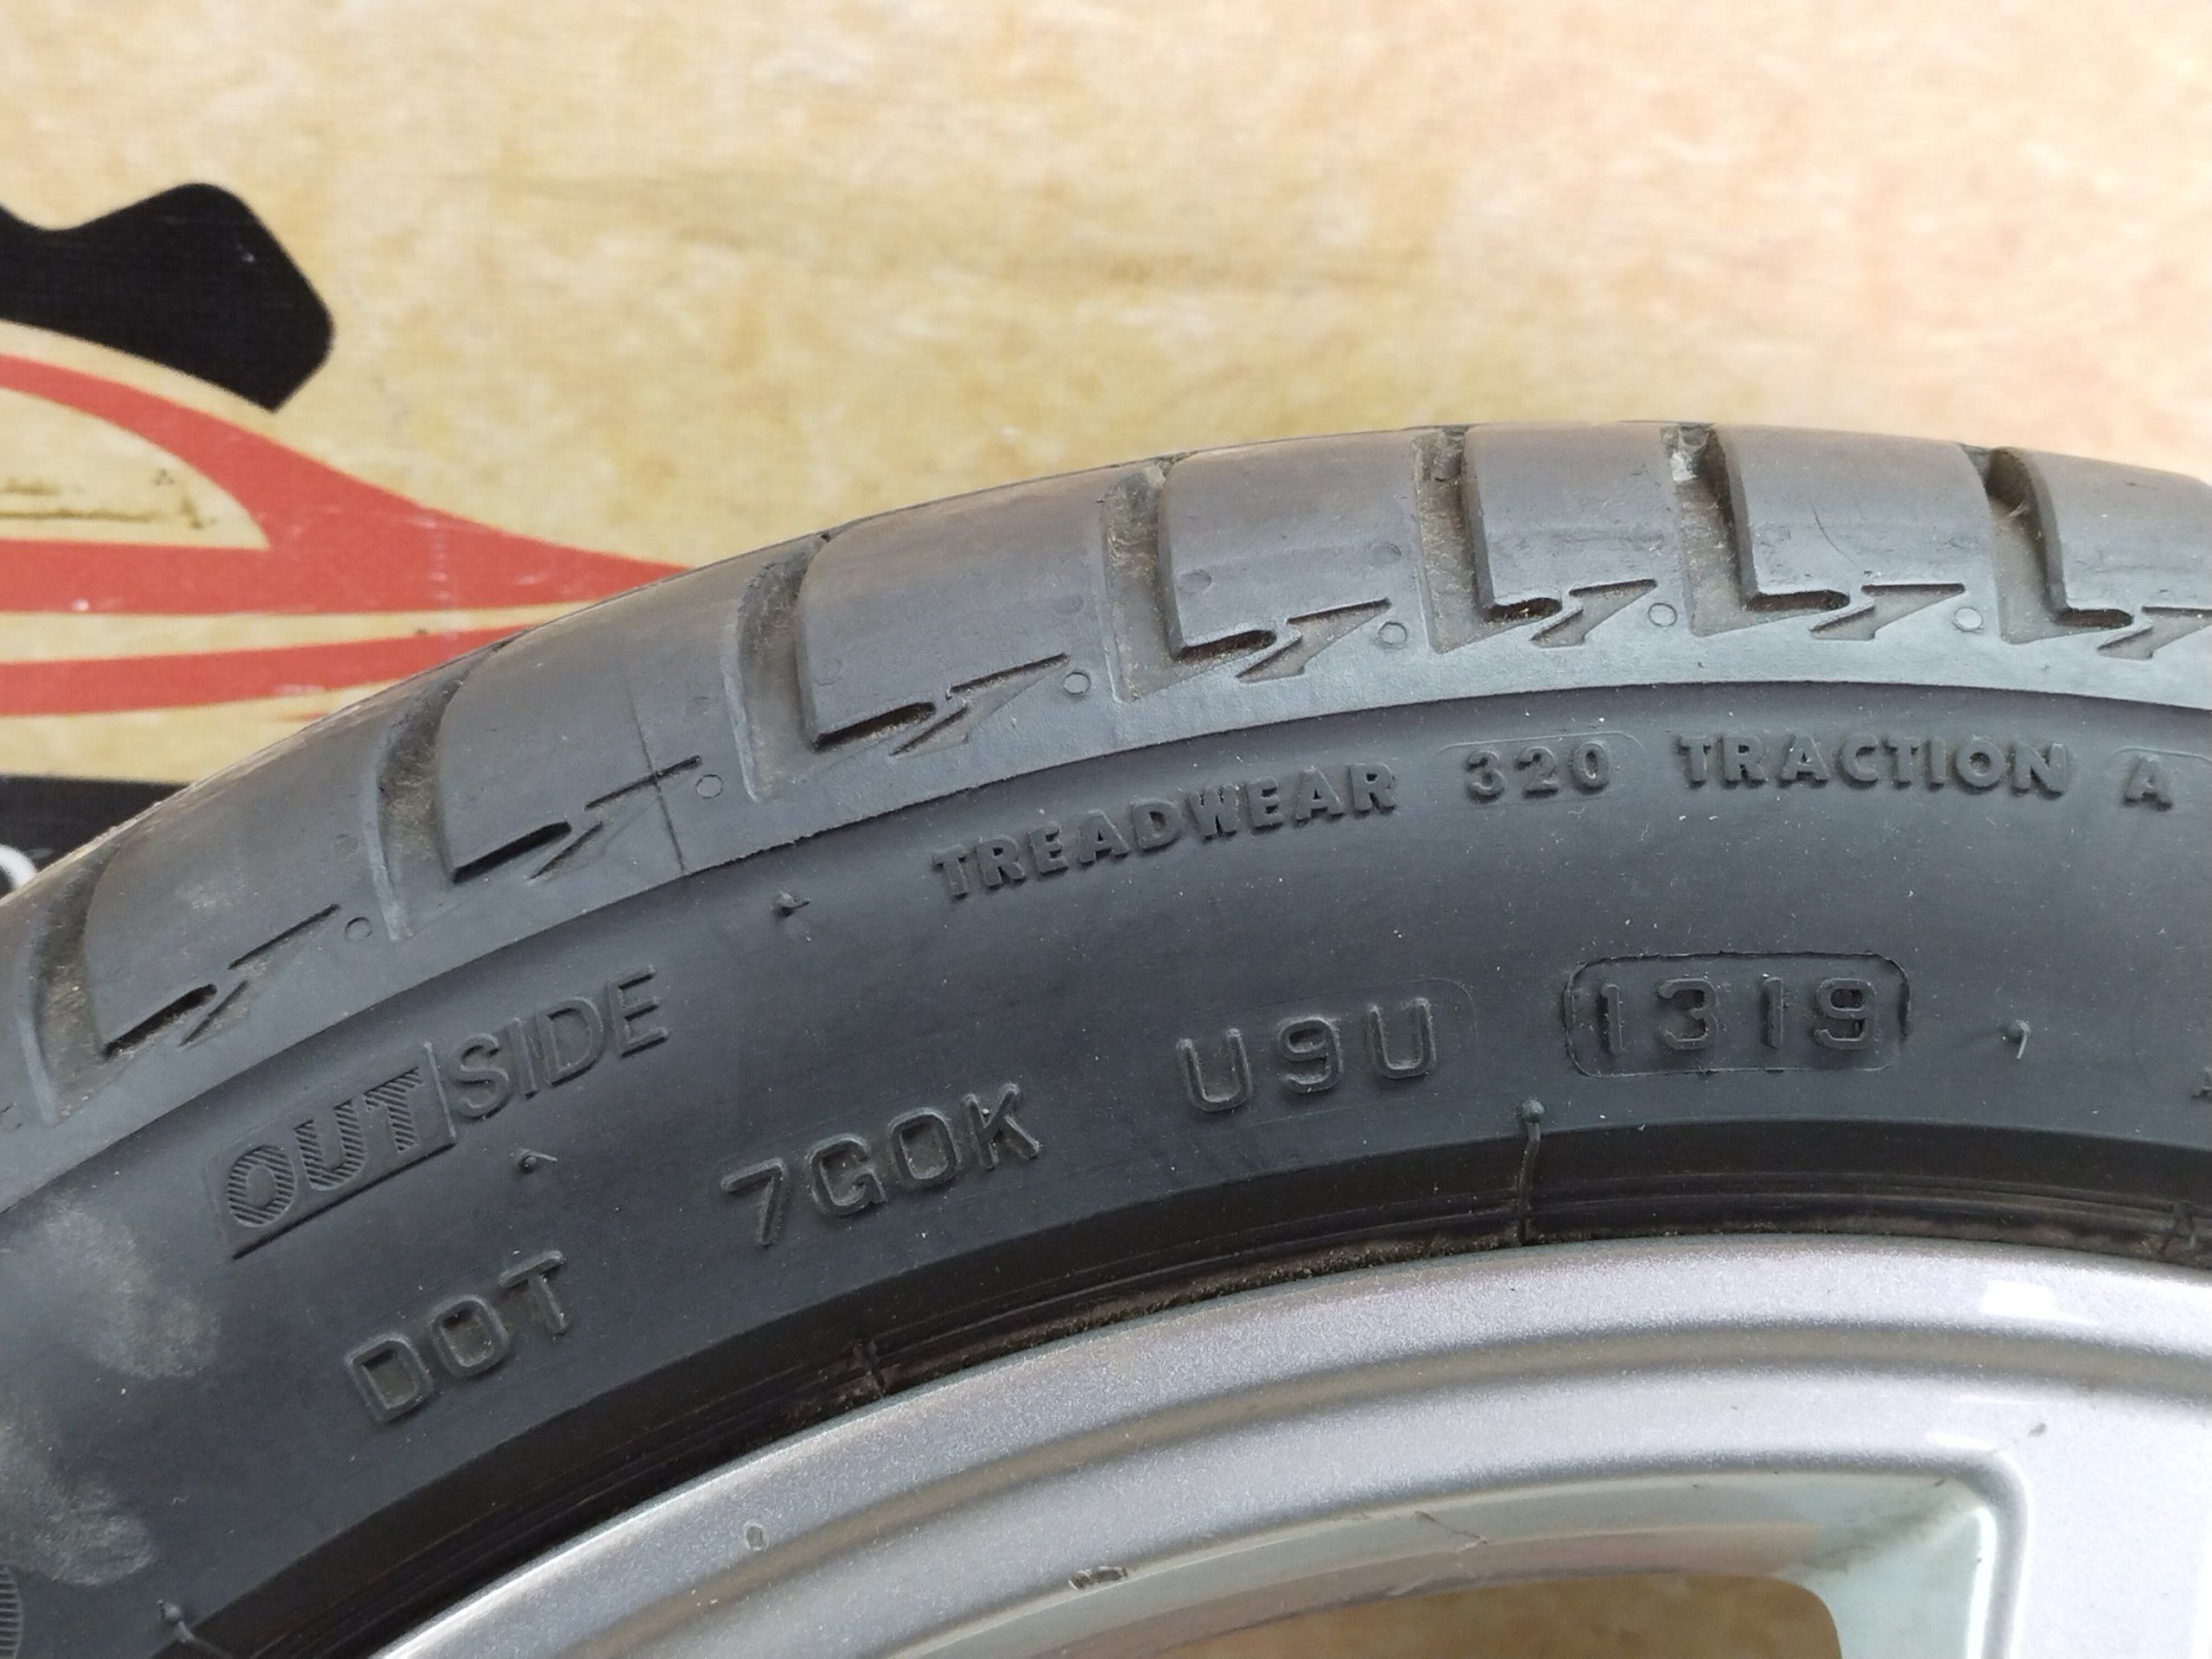 TREADWEAR 320 TRACTION A
OUTSIDE
DOT 7G0K U9U 1319